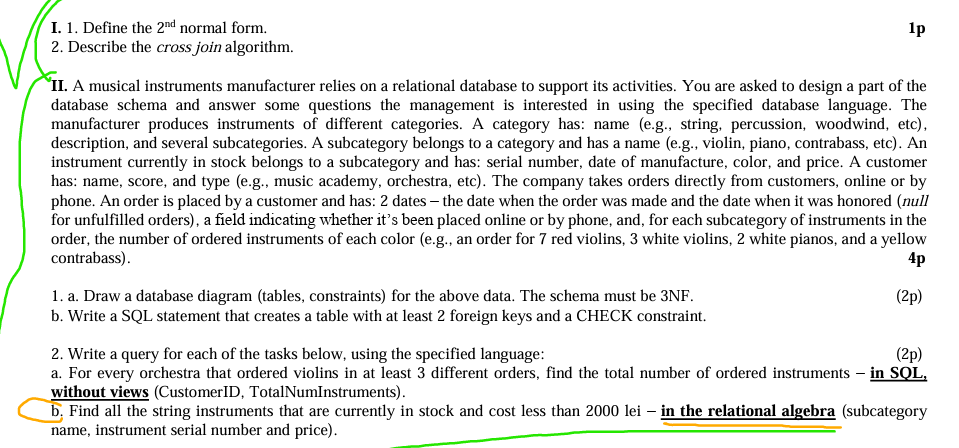 I. 1. Define the 2nd normal form. 1p
2. Describe the cross join algorithm.
II. A musical instruments manufacturer relies on a relational database to support its activities. You are asked to design a part of the
database schema and answer some questions the management is interested in using the specified database language. The
manufacturer produces instruments of different categories. A category has: name (e.g., string, percussion, woodwind, etc),
description, and several subcategories. A subcategory belongs to a category and has a name (e.g., violin, piano, contrabass, etc). An
instrument currently in stock belongs to a subcategory and has: serial number, date of manufacture, color, and price. A customer
has: name, score, and type (e.g., music academy, orchestra, etc). The company takes orders directly from customers, online or by
phone. An order is placed by a customer and has: 2 dates – the date when the order was made and the date when it was honored (null
for unfulfilled orders), a field indicating whether it's been placed online or by phone, and, for each subcategory of instruments in the
order, the number of ordered instruments of each color (e.g., an order for 7 red violins, 3 white violins, 2 white pianos, and a yellow
contrabass). 4p
1. a. Draw a database diagram (tables, constraints) for the above data. The schema must be 3NF. (2p)
b. Write a SQL statement that creates a table with at least 2 foreign keys and a CHECK constraint.
2. Write a query for each of the tasks below, using the specified language: (2p)
a. For every orchestra that ordered violins in at least 3 different orders, find the total number of ordered instruments – in SQL,
without views (CustomerID, TotalNumInstruments).
b. Find all the string instruments that are currently in stock and cost less than 2000 lei – in the relational algebra (subcategory
name, instrument serial number and price).